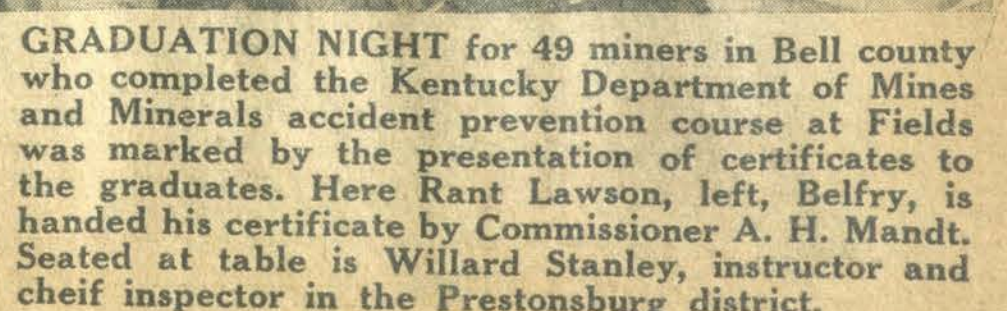 GRADUATION NIGHT for 49 miners in Bell county
who completed the Kentucky Department of Mines
and Minerals accident prevention course at Fields
was marked by the presentation of certificates to
the graduates. Here Rant Lawson, left, Belfry, is
handed his certificate by Commissioner A. H. Mandt.
Seated at table is Willard Stanley, instructor and
cheif inspector in the Prestonsburg district.